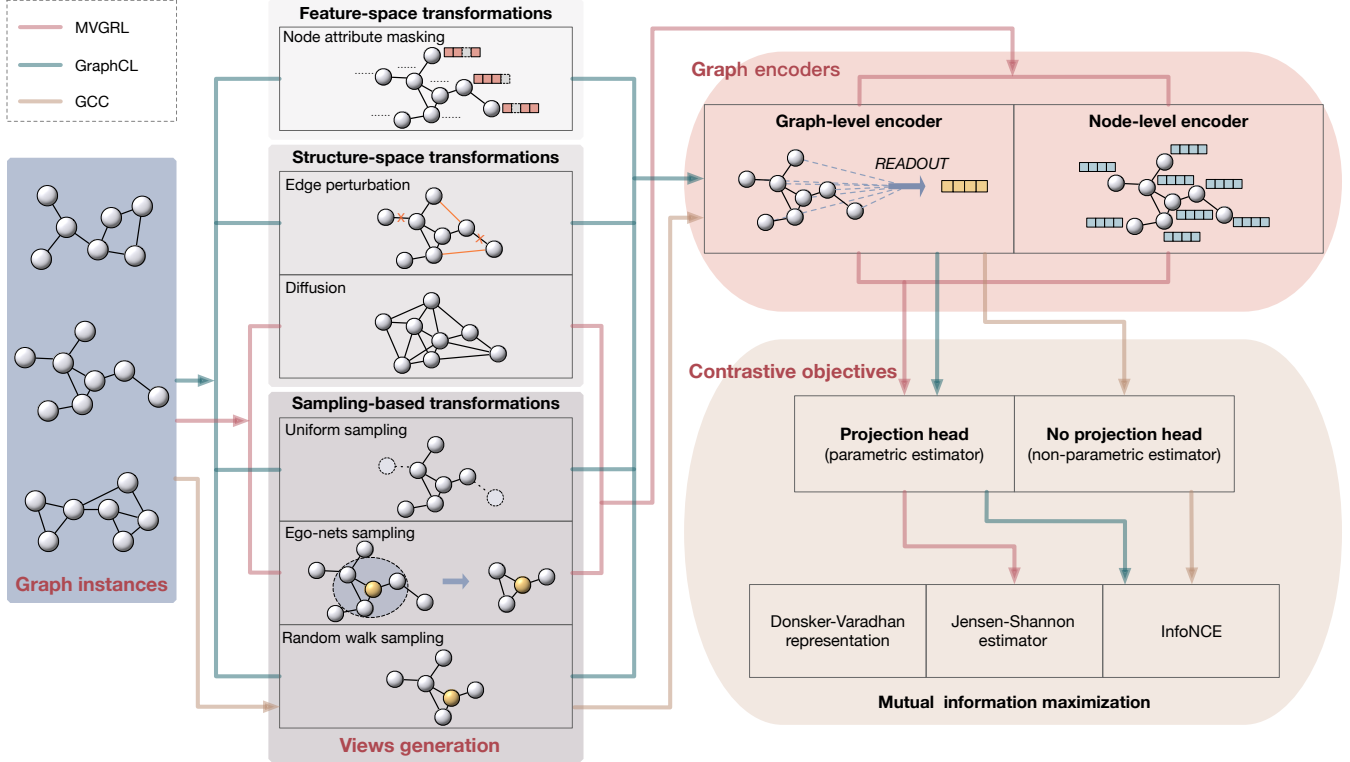 MVGRL
GraphCL
GCC
Graph instances
Feature-space transformations
Node attribute masking
Structure-space transformations
Edge perturbation
Diffusion
Sampling-based transformations
Uniform sampling
Ego-nets sampling
Random walk sampling
Views generation
Graph encoders
Graph-level encoder
READOUT
Node-level encoder
Contrastive objectives
Projection head
(parametric estimator)
No projection head
(non-parametric estimator)
Donsker-Varadhan
representation
Jensen-Shannon
estimator
InfoNCE
Mutual information maximization